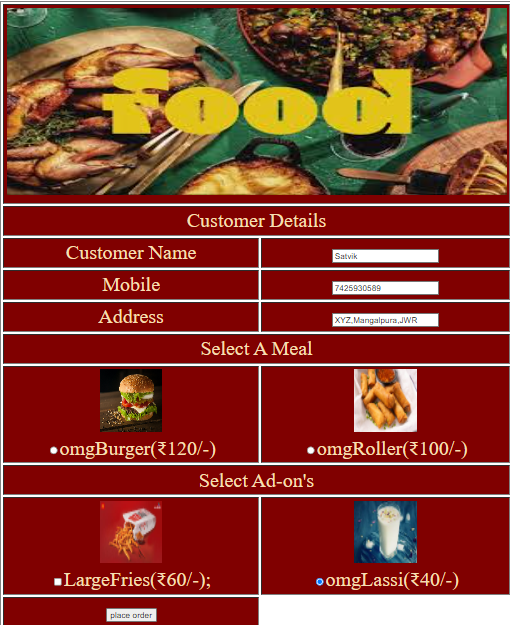 food
Customer Details
Customer Name Satvik
Mobile 7425930589
Address XYZ,Mangalpura,JWR
Select A Meal
omgBurger(₹120/-) omgRoller(₹100/-)
Select Ad-on's
LargeFries(₹60/-); omgLassi(₹40/-)
place order